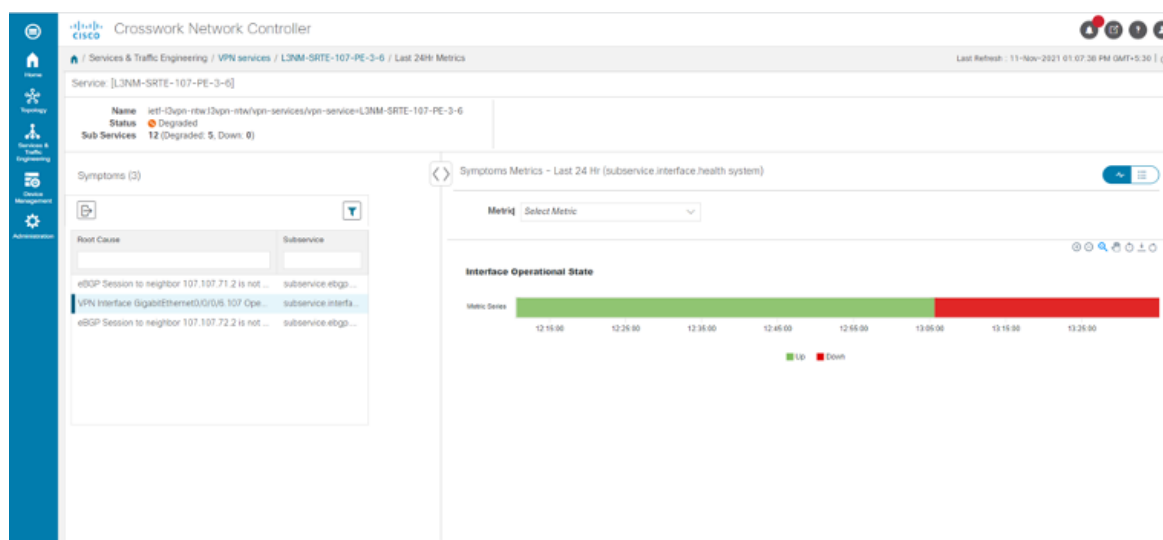 cisco Crosswork Network Controller
/ Services & Traffic Engineering / VPN services / L3NM-SRTE-107-PE-3-6 / Last 24Hr Metrics
Last Refresh : 11-Nov-2021 01:07:38 PM GMT+5:30 |
Home
Topology
Services &
Traffic
Engineering
Device
Management
Administration
Service: [L3NM-SRTE-107-PE-3-6]
Name ietf-l3vpn-ntw:l3vpn-ntw/vpn-services/vpn-service=L3NM-SRTE-107-PE-3-6
Status Degraded
Sub Services 12 (Degraded: 5, Down: 0)
Symptoms (3)
Root Cause Subservice
eBGP Session to neighbor 107.107.71.2 is not ... subservice.ebgp....
VPN Interface GigabitEthernet0/0/0/6.107 Ope... subservice.interfa...
eBGP Session to neighbor 107.107.72.2 is not ... subservice.ebgp....
Symptoms Metrics - Last 24 Hr (subservice.interface.health system)
Metric Select Metric
Interface Operational State
Metric Series
12:15:00 12:25:00 12:35:00 12:45:00 12:55:00 13:05:00 13:15:00 13:25:00
Up Down